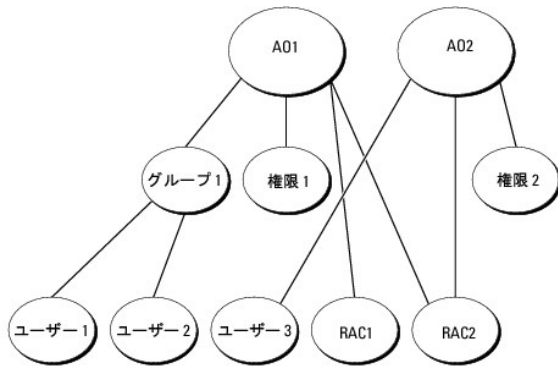 A01
A02
グループ 1
権限 1
権限 2
ユーザー 1
ユーザー 2
ユーザー 3
RAC1
RAC2